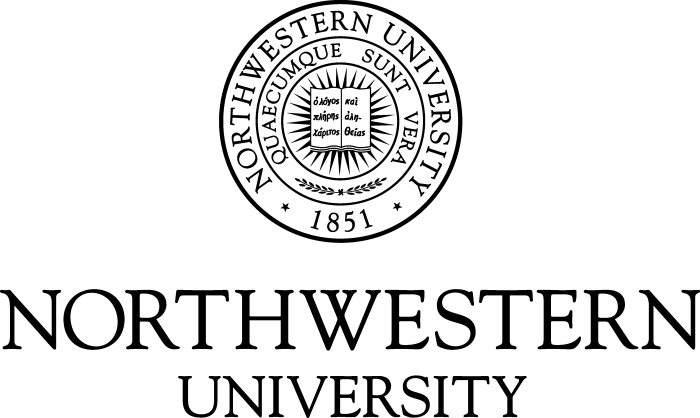 NORTHWESTERN UNIVERSITY
QUAECUMQUE SUNT VERA
ὁ λόγος καὶ
πλήρης ἀλη-
χάριτος θείας
1851
NORTHWESTERN
UNIVERSITY